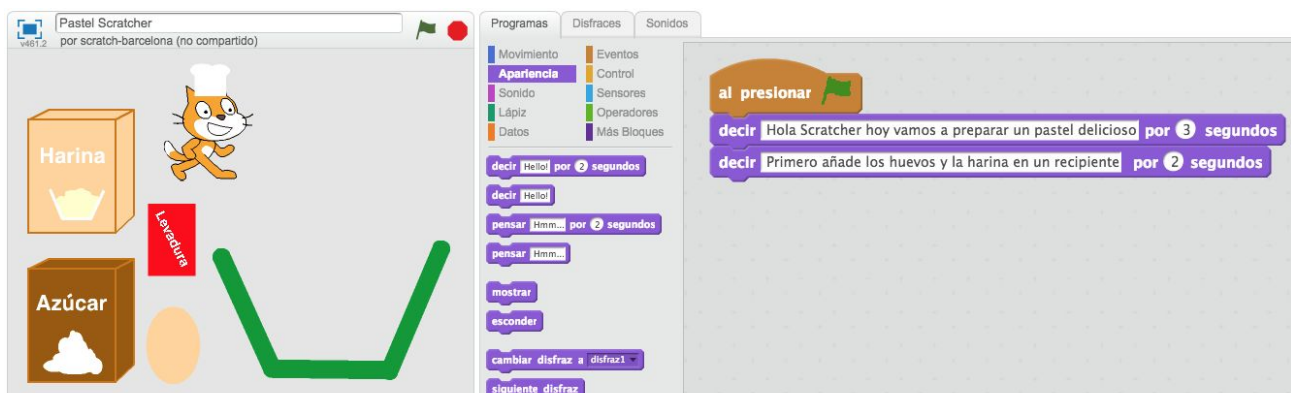 Pastel Scratcher
por scratch-barcelona (no compartido)
v461.2
Harina
Levadura
Azúcar
Programas
Disfraces
Sonidos
Movimiento
Eventos
Apariencia
Control
Sonido
Sensores
Lápiz
Operadores
Datos
Más Bloques
decir Hello! por 2 segundos
decir Hello!
pensar Hmm... por 2 segundos
pensar Hmm...
mostrar
esconder
cambiar disfraz a disfraz1
siguiente disfraz
al presionar
decir Hola Scratcher hoy vamos a preparar un pastel delicioso por 3 segundos
decir Primero añade los huevos y la harina en un recipiente por 2 segundos